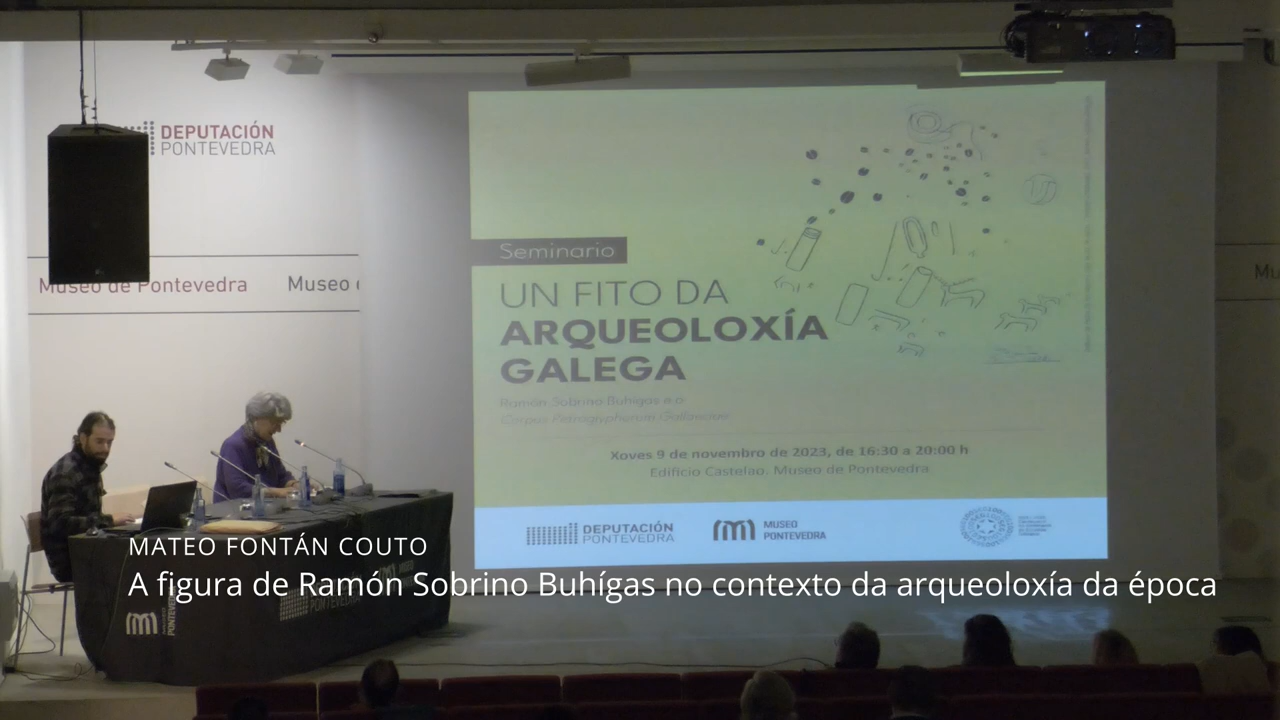 DEPUTACIÓN
PONTEVEDRA
Museo de Pontevedra
Museo
Seminario
UN FITO DA
ARQUEOLOXÍA
GALEGA
Ramón Sobrino Buhigas e o
Corpus Petroglyphorum Gallaeciae
Xoves 9 de novembro de 2023, de 16:30 a 20:00 h
Edificio Castelao. Museo de Pontevedra
DEPUTACIÓN
PONTEVEDRA
MUSEO
PONTEVEDRA
MATEO FONTÁN COUTO
A figura de Ramón Sobrino Buhígas no contexto da arqueoloxía da época